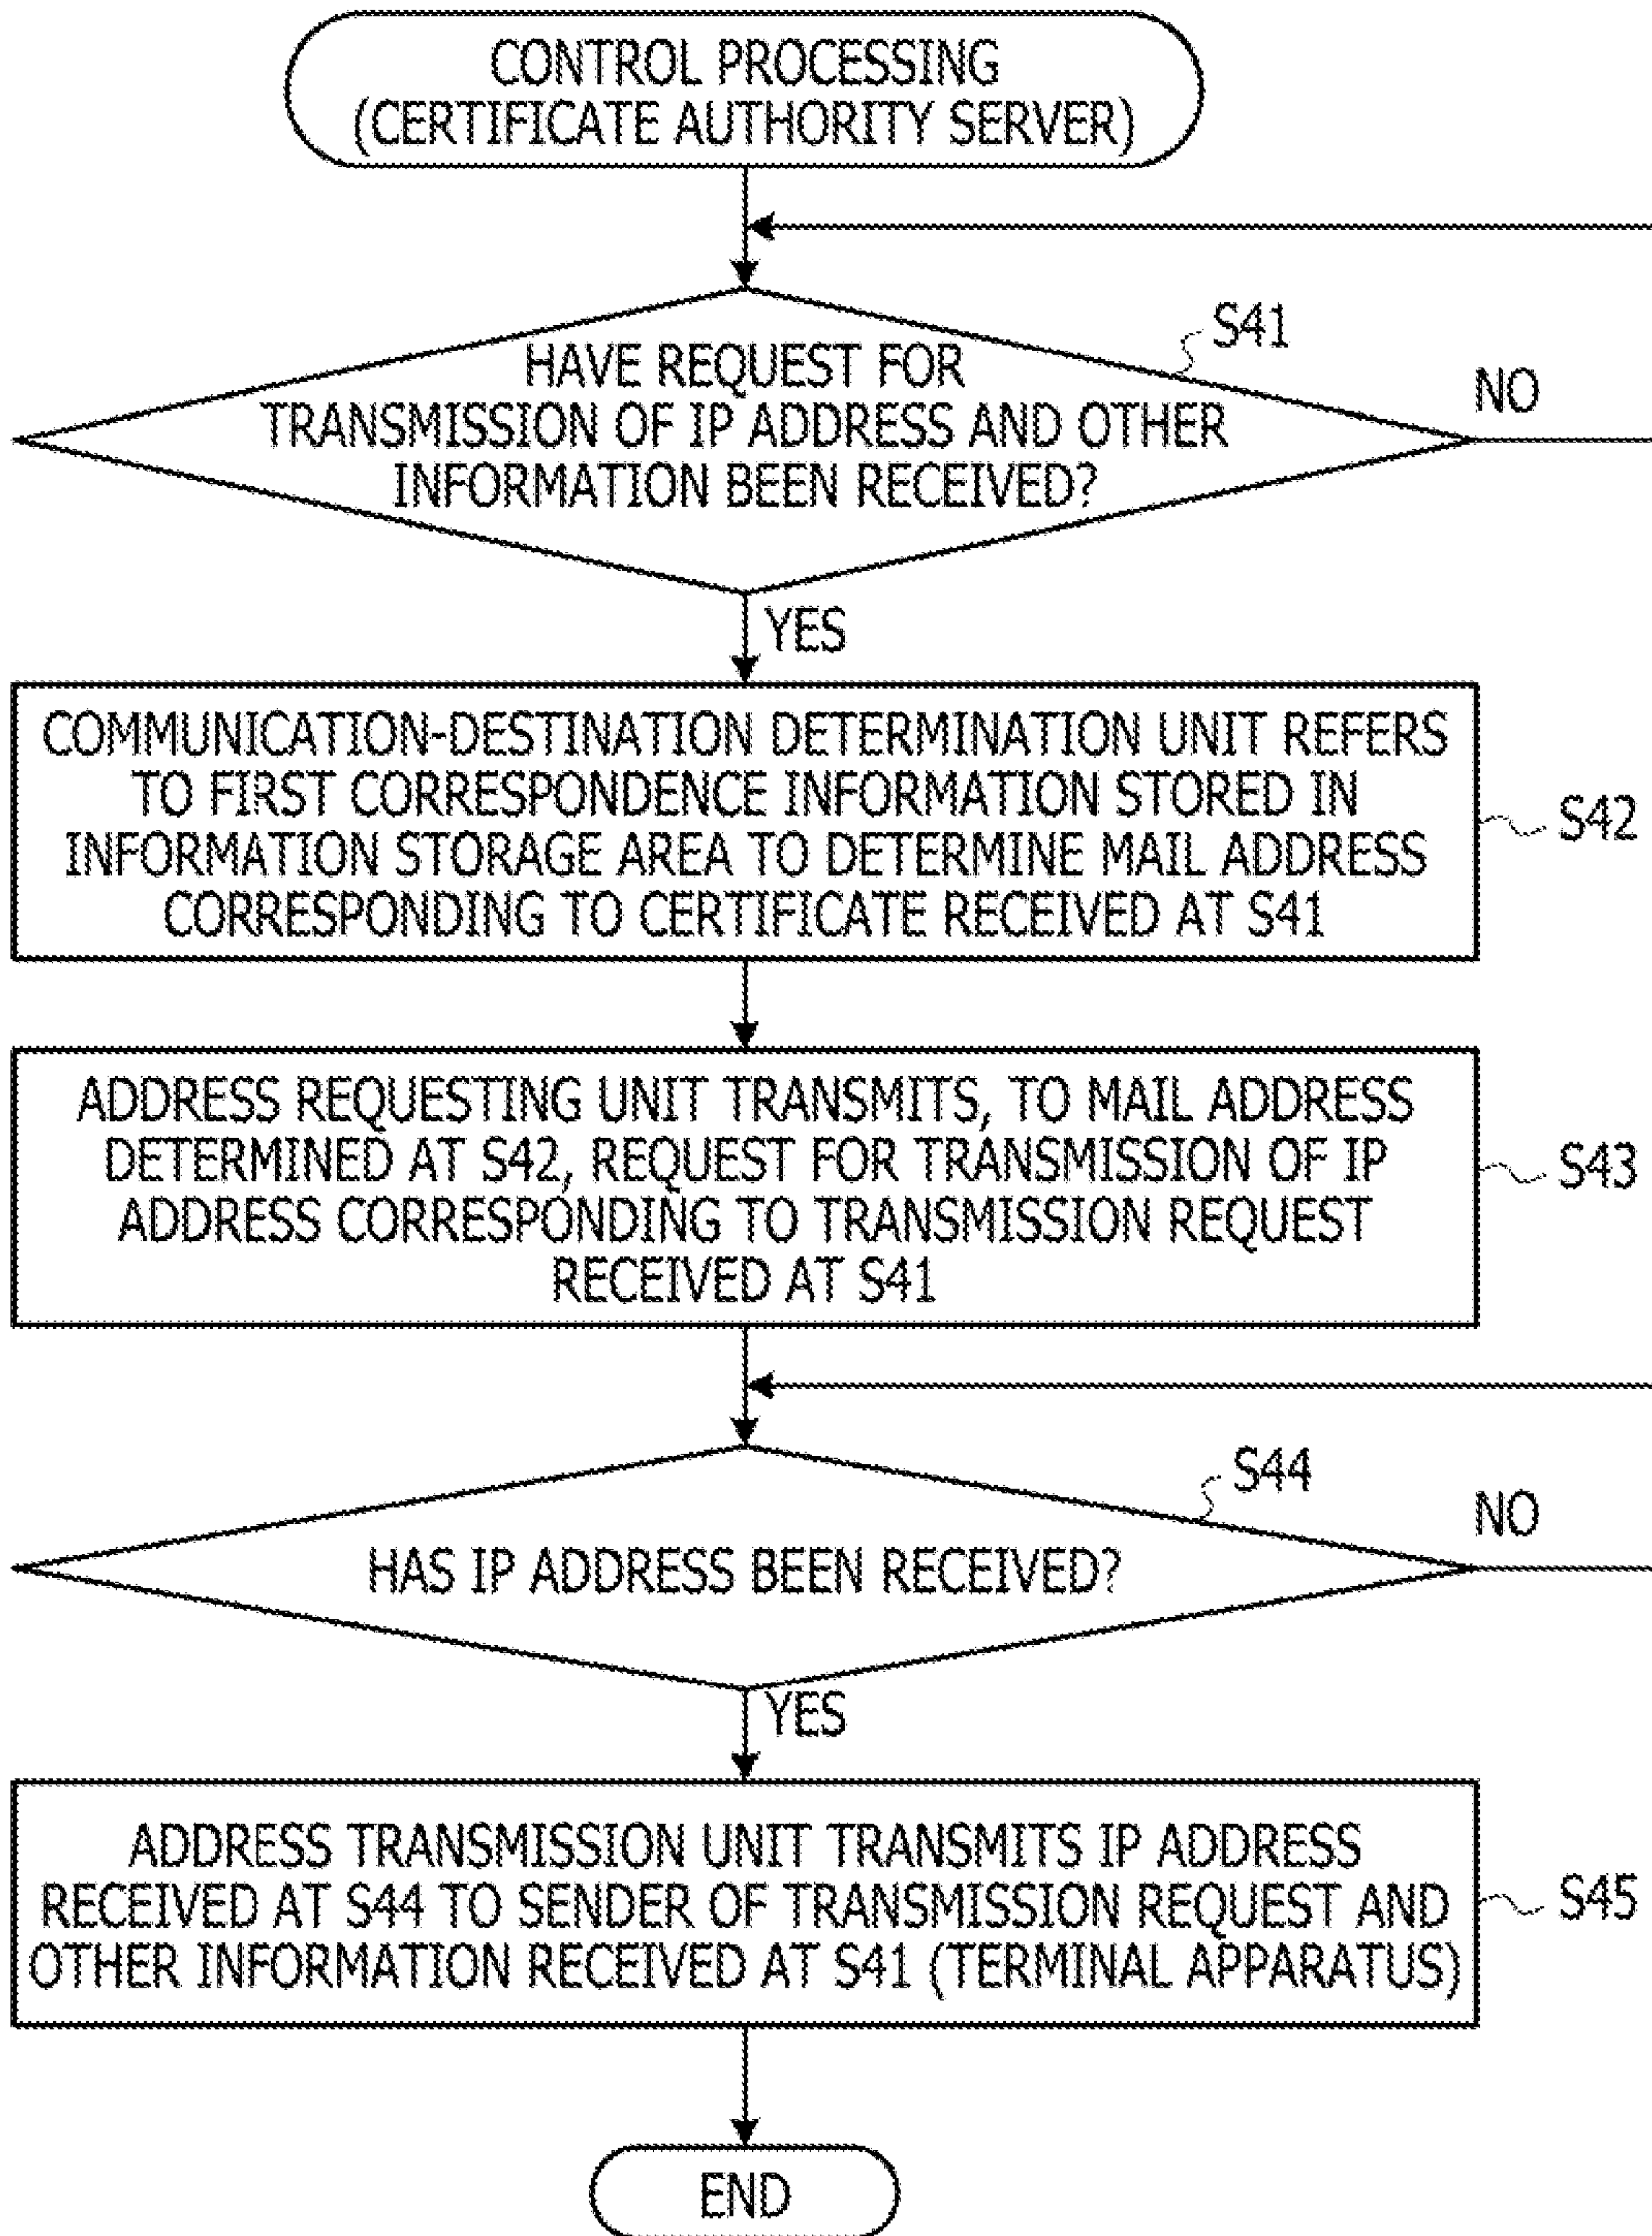 CONTROL PROCESSING
(CERTIFICATE AUTHORITY SERVER)
S41
HAVE REQUEST FOR
TRANSMISSION OF IP ADDRESS AND OTHER
INFORMATION BEEN RECEIVED?
NO
YES
COMMUNICATION-DESTINATION DETERMINATION UNIT REFERS
TO FIRST CORRESPONDENCE INFORMATION STORED IN
INFORMATION STORAGE AREA TO DETERMINE MAIL ADDRESS
CORRESPONDING TO CERTIFICATE RECEIVED AT S41
S42
ADDRESS REQUESTING UNIT TRANSMITS, TO MAIL ADDRESS
DETERMINED AT S42, REQUEST FOR TRANSMISSION OF IP
ADDRESS CORRESPONDING TO TRANSMISSION REQUEST
RECEIVED AT S41
S43
S44
HAS IP ADDRESS BEEN RECEIVED?
NO
YES
ADDRESS TRANSMISSION UNIT TRANSMITS IP ADDRESS
RECEIVED AT S44 TO SENDER OF TRANSMISSION REQUEST AND
OTHER INFORMATION RECEIVED AT S41 (TERMINAL APPARATUS)
S45
END